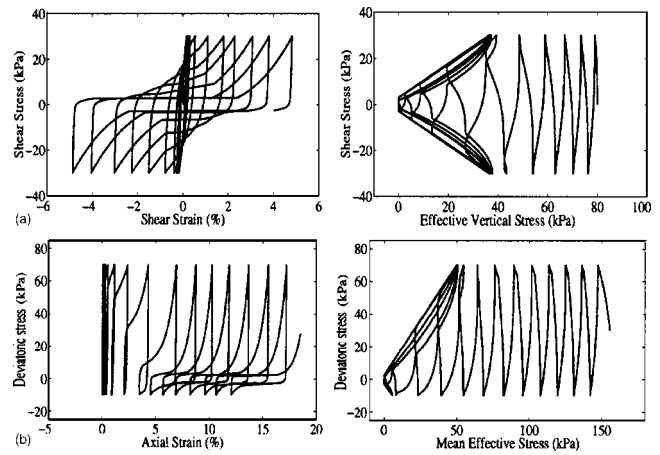 40
20
0
−20
−40
Shear Stress (kPa)
−6 −4 −2 0 2 4 6
Shear Strain (%)
(a)
40
20
0
−20
−40
Shear Stress (kPa)
0 20 40 60 80 100
Effective Vertical Stress (kPa)
80
60
40
20
0
−20
Deviatoric stress (kPa)
0 5 10 15 20
Axial Strain (%)
(b)
80
60
40
20
0
−20
Deviatoric stress (kPa)
0 50 100 150
Mean Effective Stress (kPa)